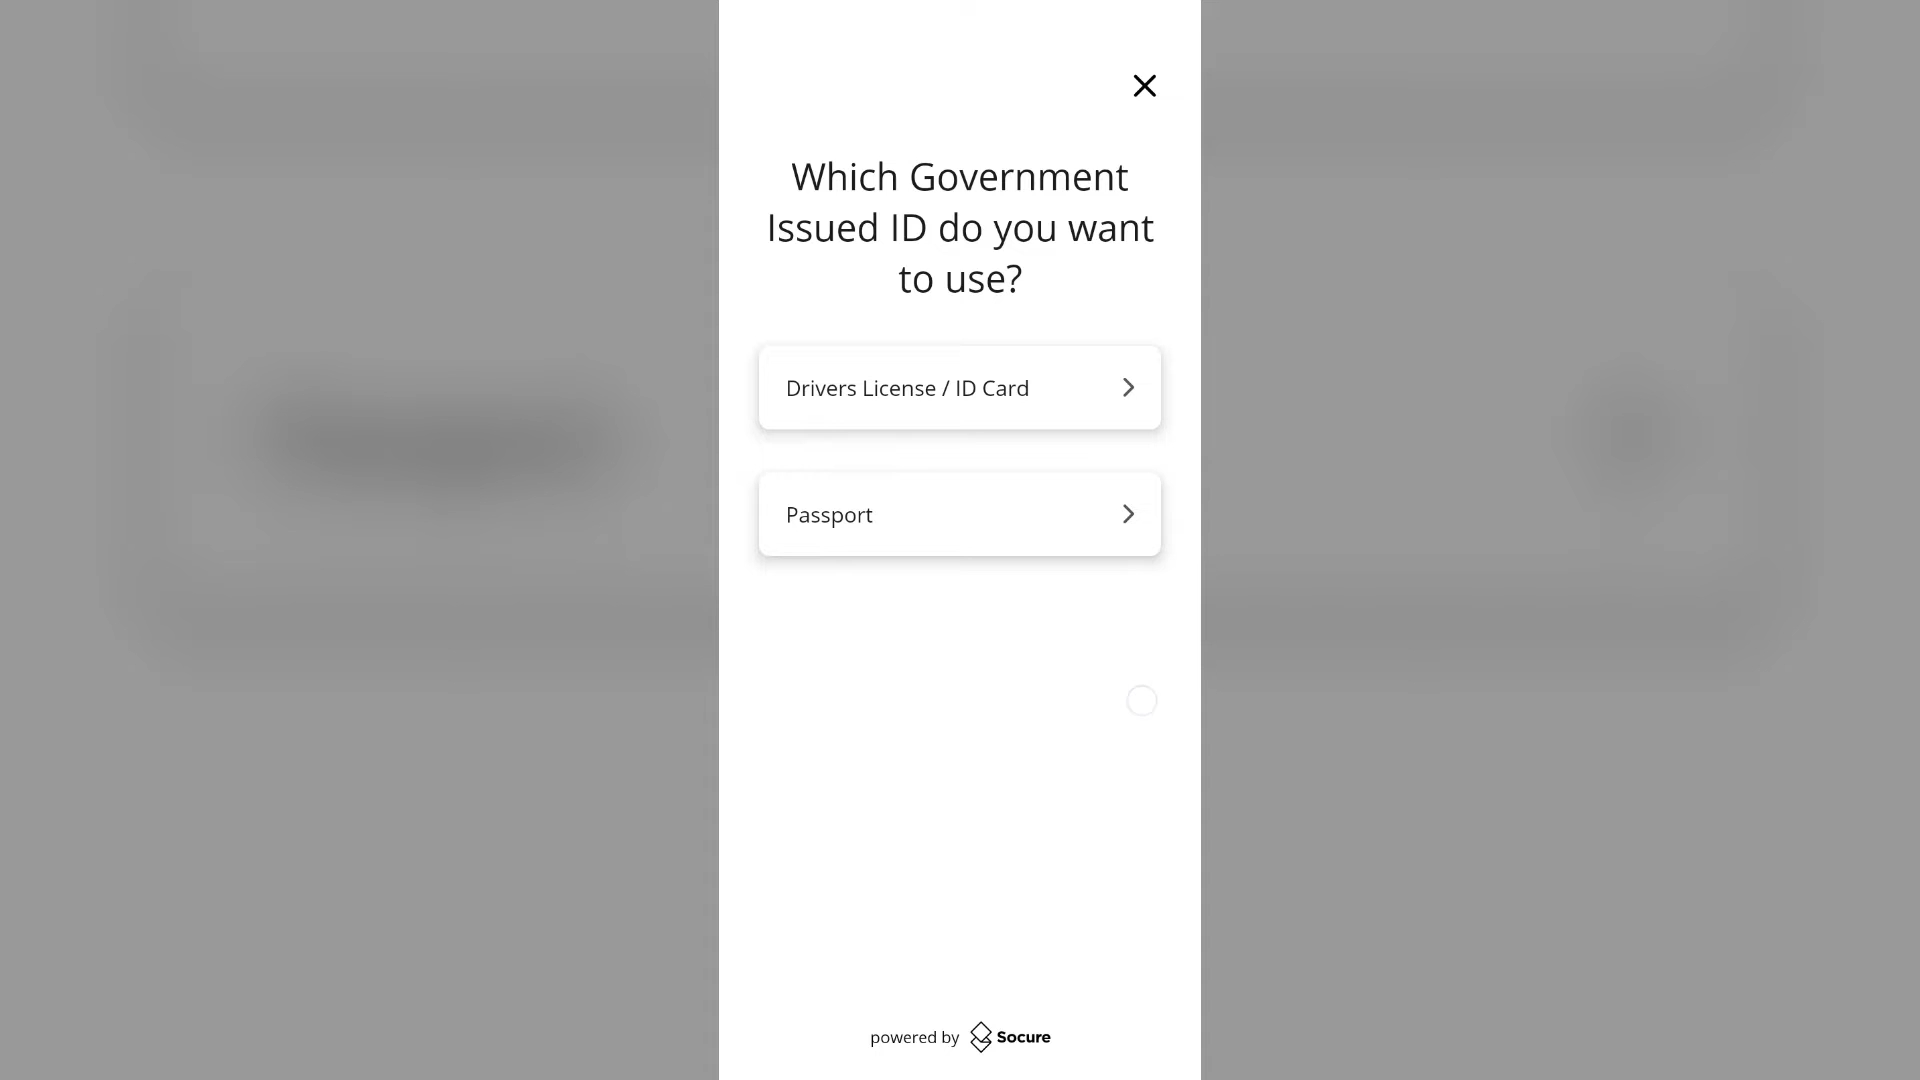 Which Government
Issued ID do you want
to use?
Drivers License / ID Card
Passport
powered by Socure